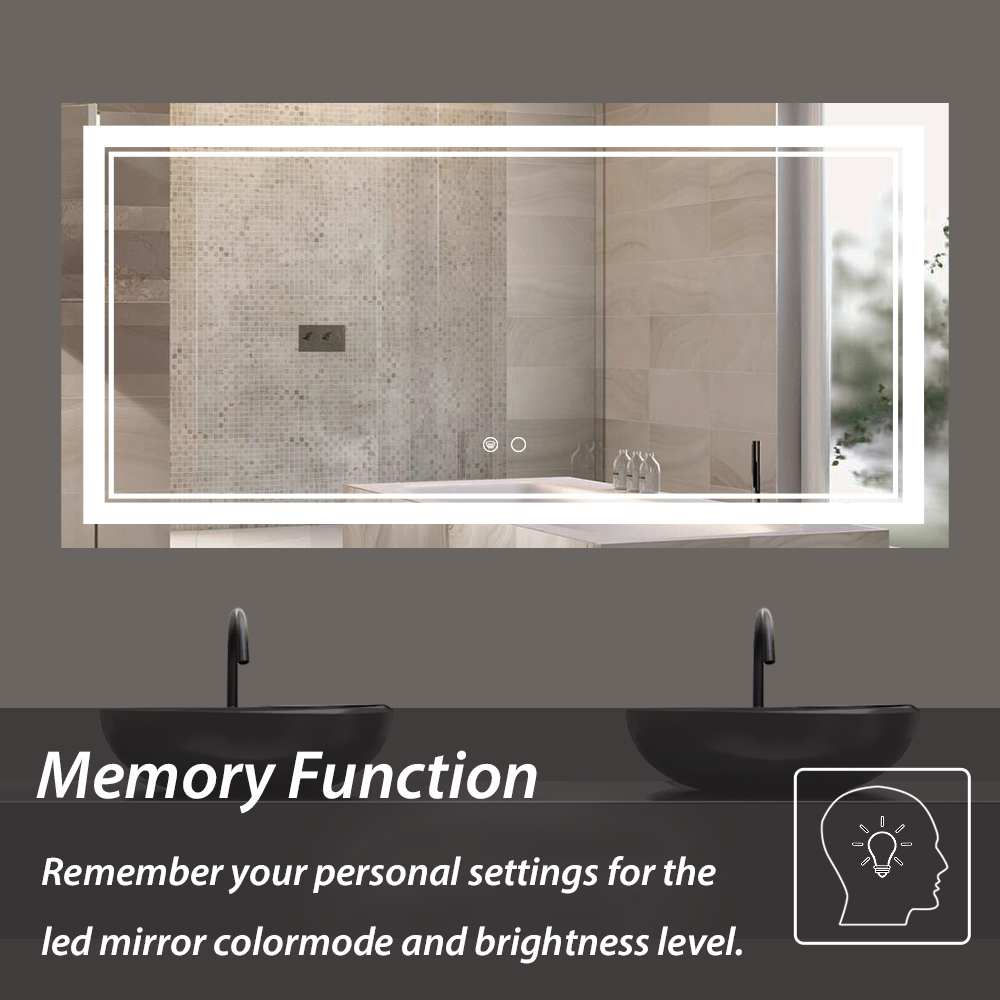 Memory Function
Remember your personal settings for the
led mirror colormode and brightness level.